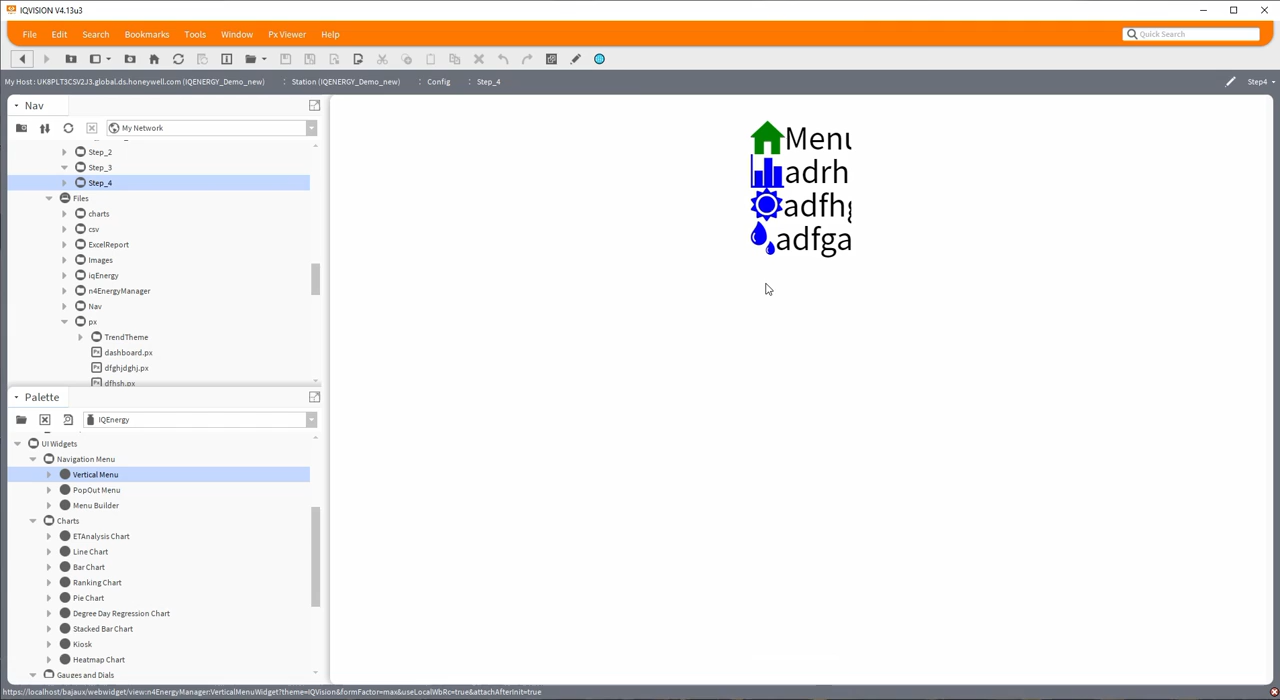 IQVISION V4.13u3
File Edit Search Bookmarks Tools Window Px Viewer Help
Quick Search
My Host : UK8PLT3CSV2J3.global.ds.honeywell.com (IQENERGY_Demo_new) : Station (IQENERGY_Demo_new) : Config : Step_4
Step4
Nav
My Network
Step_2
Step_3
Step_4
Files
charts
csv
ExcelReport
Images
iqEnergy
n4EnergyManager
Nav
px
TrendTheme
dashboard.px
dfghjdghj.px
dfhsh.px
Palette
IQEnergy
UI Widgets
Navigation Menu
Vertical Menu
PopOut Menu
Menu Builder
Charts
ETAnalysis Chart
Line Chart
Bar Chart
Ranking Chart
Pie Chart
Degree Day Regression Chart
Stacked Bar Chart
Kiosk
Heatmap Chart
Gauges and Dials
Menu
adrh
adfhg
adfga
https://localhost/bajaux/webwidget/view:n4EnergyManager:VerticalMenuWidget?theme=IQVision&formFactor=max&useLocalWbRc=true&attachAfterInit=true